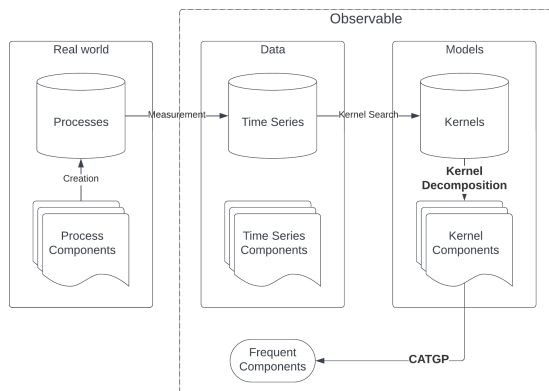 Observable
Real world
Data
Models
Processes
Measurement
Time Series
Kernel Search
Kernels
Creation
Kernel
Decomposition
Process
Components
Time Series
Components
Kernel
Components
Frequent
Components
CATGP